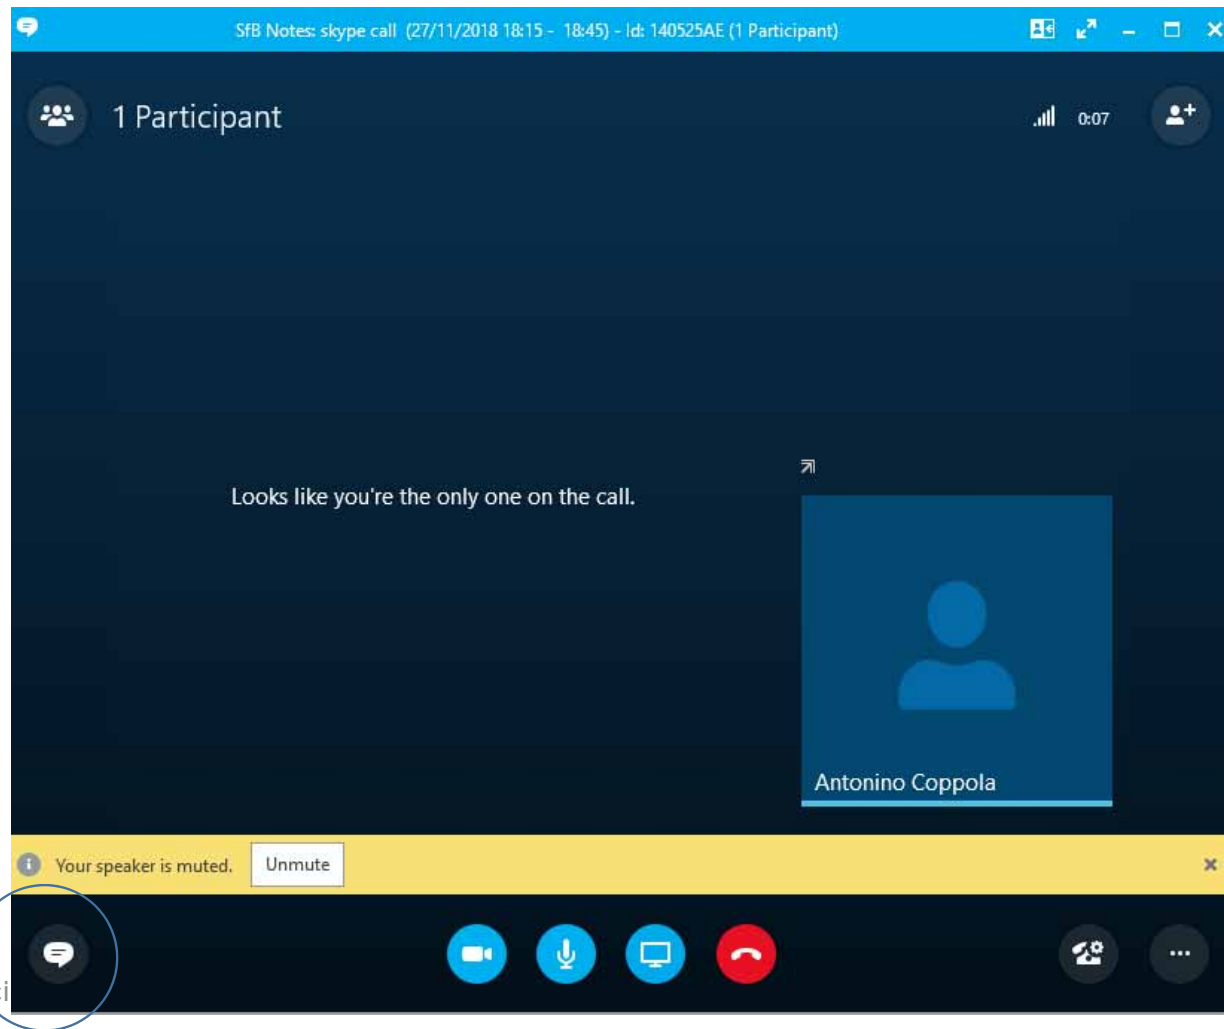 SfB Notes: skype call (27/11/2018 18:15 - 18:45) - Id: 140525AE (1 Participant)
1 Participant
0:07
Looks like you're the only one on the call.
Antonino Coppola
Your speaker is muted.
Unmute